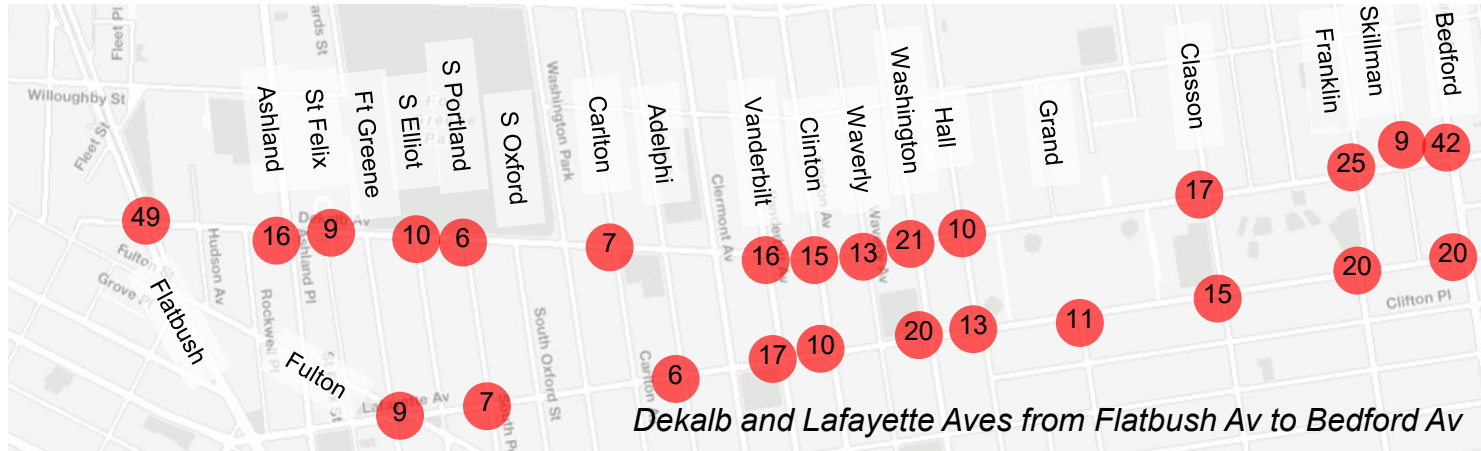 Fleet Pl
ards St
Willoughby St
Fleet St
Ashland
St Felix
Ft Greene
S Elliot
S Portland
S Oxford
Washington Park
Carlton
Adelphi
Clermont Av
Vanderbilt
Clinton
Waverly
Washington
Hall
Grand
Classon
Franklin
Skillman
Bedford
49
16
9
10
6
7
16
15
13
21
10
17
25
9
42
Dekalb Av
Hudson Av
Ashland Pl
Rockwell Pl
Fulton St
Grove Pl
Flatbush
Fulton
Lafayette Av
South Oxford St
9
7
6
17
10
20
13
11
15
20
20
Clifton Pl
Dekalb and Lafayette Aves from Flatbush Av to Bedford Av